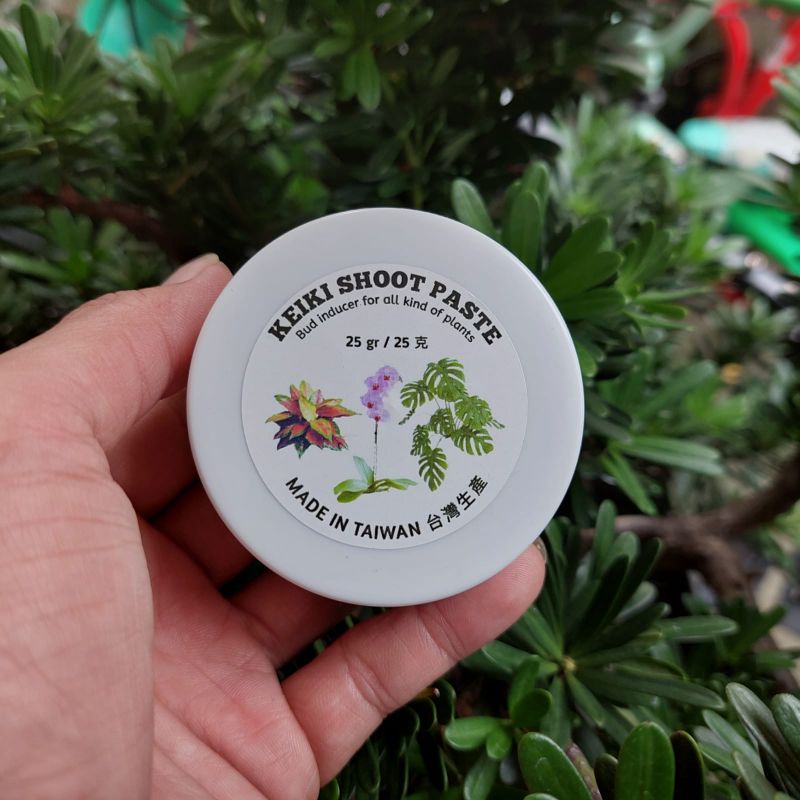 KEIKI SHOOT PASTE
Bud inducer for all kind of plants
25 gr / 25 克
MADE IN TAIWAN 台灣生產